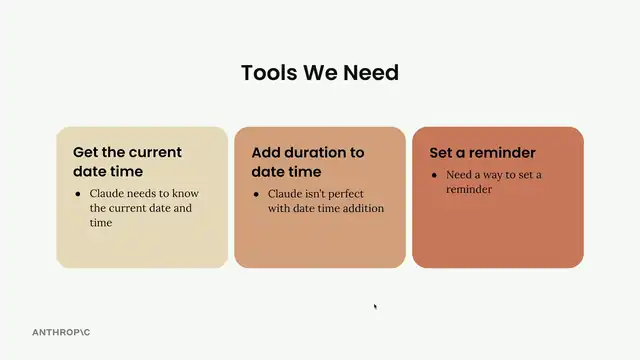 Tools We Need
Get the current
date time
● Claude needs to know
the current date and
time
Add duration to
date time
● Claude isn’t perfect
with date time addition
Set a reminder
● Need a way to set a
reminder
ANTHROP\C